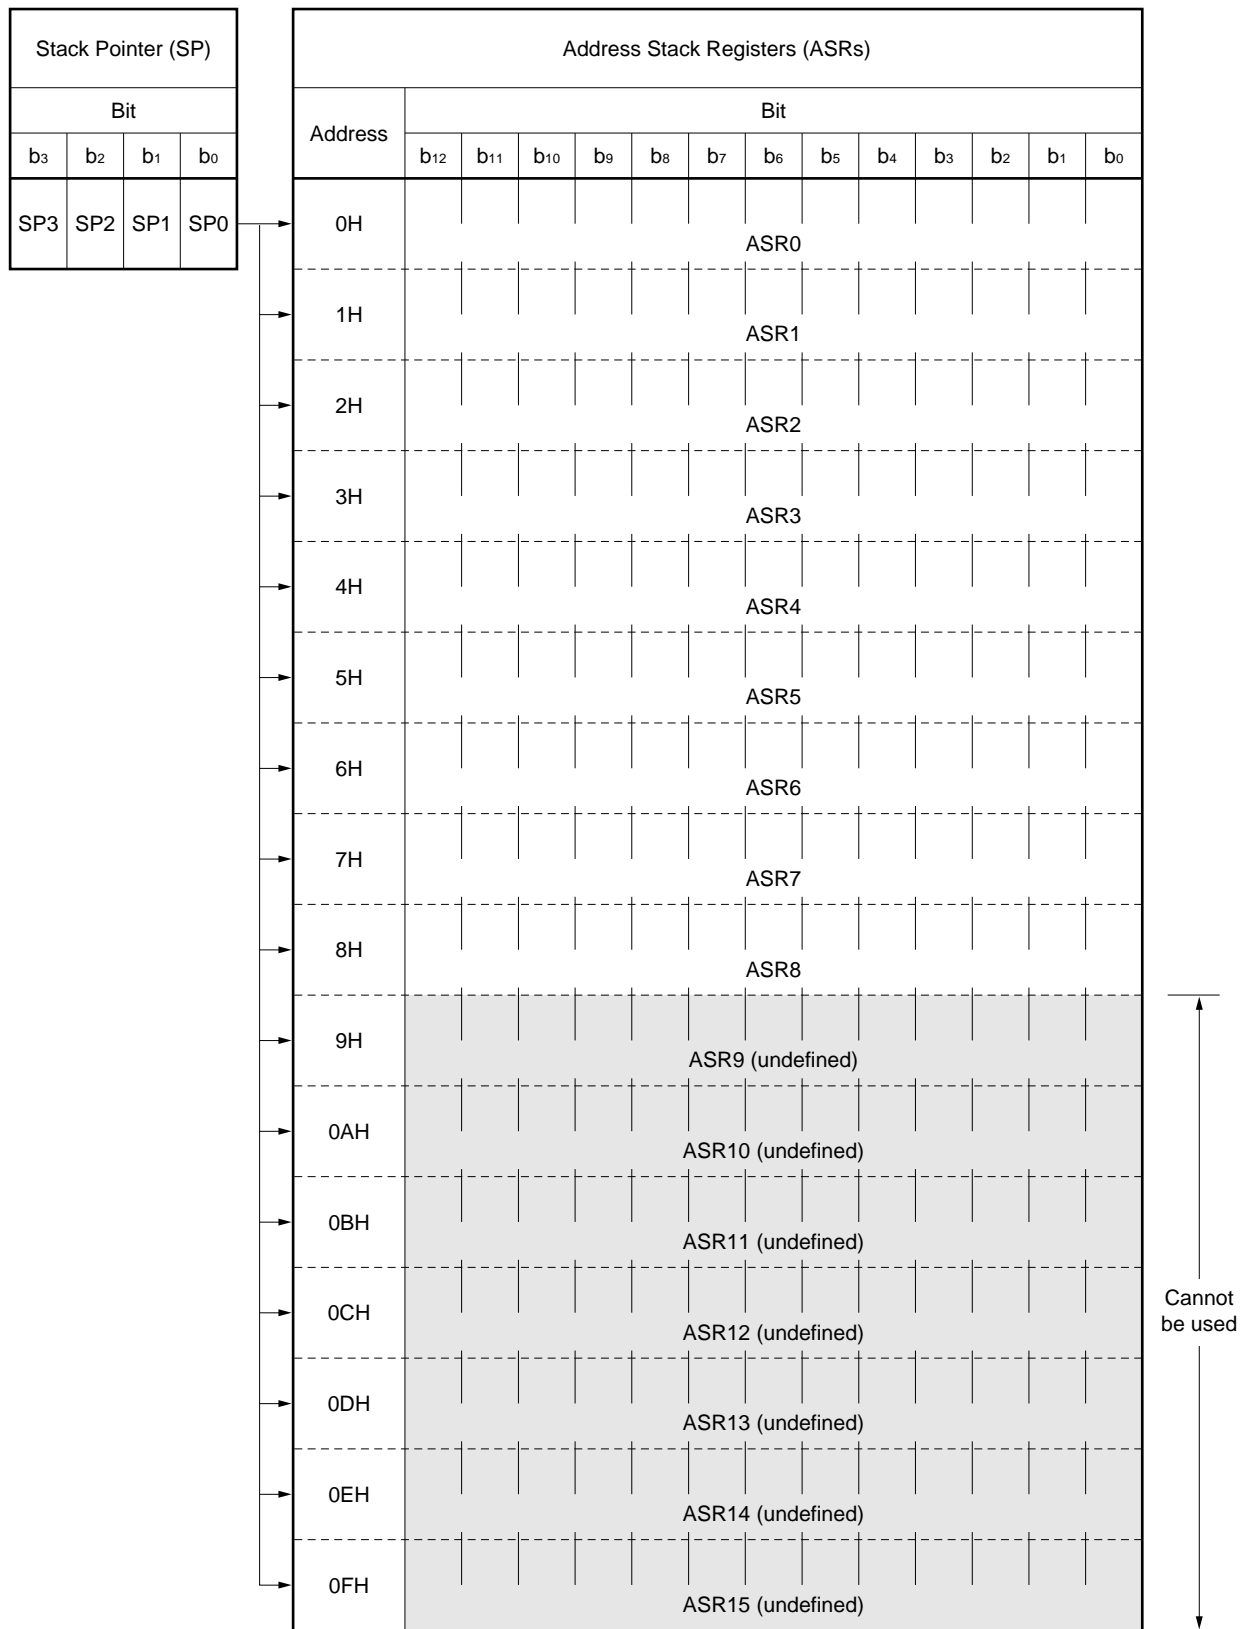 Stack Pointer (SP)
Address Stack Registers (ASRs)
Bit
Address
Bit
b3 b2 b1 b0
b12 b11 b10 b9 b8 b7 b6 b5 b4 b3 b2 b1 b0
SP3 SP2 SP1 SP0
0H
ASR0
1H
ASR1
2H
ASR2
3H
ASR3
4H
ASR4
5H
ASR5
6H
ASR6
7H
ASR7
8H
ASR8
9H
ASR9 (undefined)
0AH
ASR10 (undefined)
0BH
ASR11 (undefined)
0CH
ASR12 (undefined)
0DH
ASR13 (undefined)
0EH
ASR14 (undefined)
0FH
ASR15 (undefined)
Cannot
be used